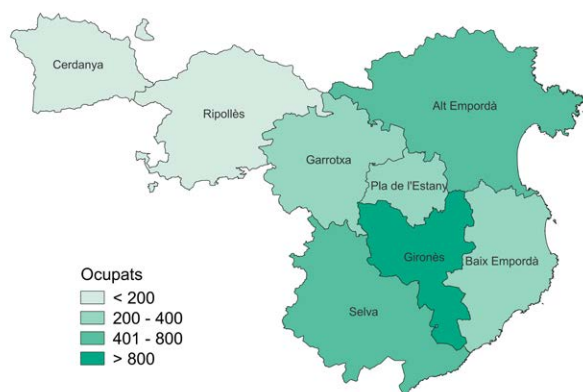 Cerdanya
Ripollès
Alt Empordà
Garrotxa
Pla de l'Estany
Gironès
Baix Empordà
Selva
Ocupats
< 200
200 - 400
401 - 800
> 800